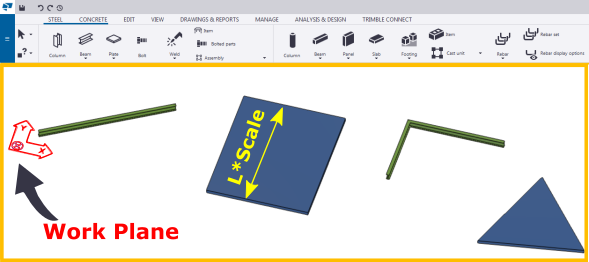 STEEL CONCRETE EDIT VIEW DRAWINGS & REPORTS MANAGE ANALYSIS & DESIGN TRIMBLE CONNECT
Item
Item
Rebar set
Bolted parts
Column Beam Plate Bolt Weld
Assembly
Column Beam Panel Slab Footing
Cast unit
Rebar
Rebar display options
?
L*Scale
Y
X
Work Plane